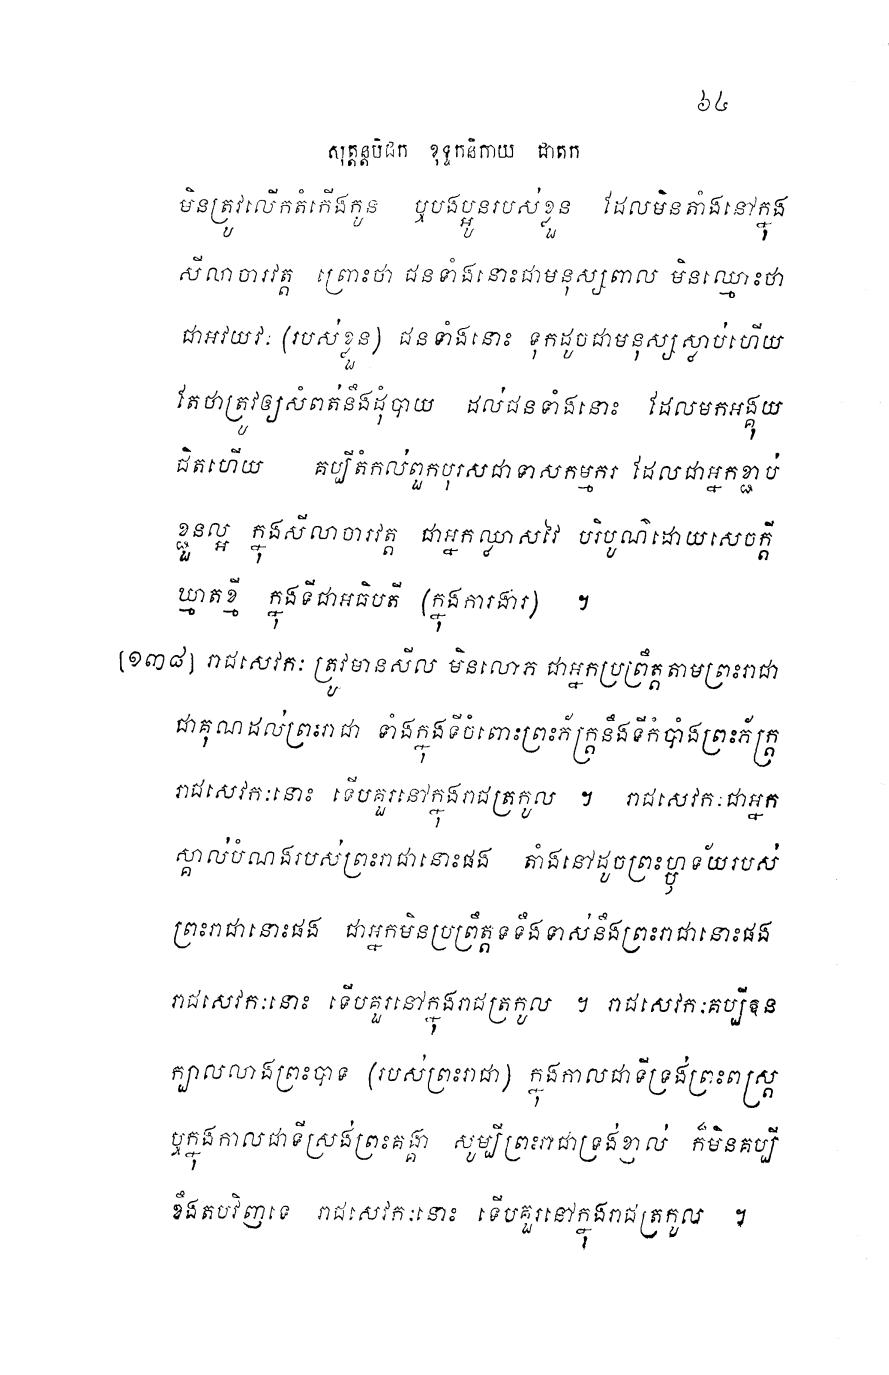 ៦៤
សុត្តន្តបិដក ខុទ្ទកនិកាយ ជាតក
មិនត្រូវលើកតំកើងកូន ឬបងប្អូនរបស់ខ្លួន ដែលមិនតាំងនៅក្នុង
សីលាចារវត្ត ព្រោះថា ជនទាំងនោះជាមនុស្សពាល មិនឈ្មោះថា
ជាអវយវៈ (របស់ខ្លួន) ជនទាំងនោះ ទុកដូចជាមនុស្សស្លាប់ហើយ
តែថាត្រូវឲ្យសំពត់នឹងដុំបាយ ដល់ជនទាំងនោះ ដែលមកអង្គុយ
ជិតហើយ គប្បីតំកល់ពួកបុរសជាទាសកម្មករ ដែលជាអ្នកខ្ជាប់
ខ្ជួនល្អ ក្នុងសីលាចារវត្ត ជាអ្នកឈ្លាសវៃ បរិបូណ៌ដោយសេចក្តី
ឃ្មាតខ្មី ក្នុងទីជាអធិបតី (ក្នុងការងារ) ។
[១៣៨] រាជសេវកៈ ត្រូវមានសីល មិនលោភ ជាអ្នកប្រព្រឹត្តតាមព្រះរាជា
ជាគុណដល់ព្រះរាជា ទាំងក្នុងទីចំពោះព្រះភ័ក្រ្តនឹងទីកំបាំងព្រះភ័ក្រ្ត
រាជសេវកៈនោះ ទើបគួរនៅក្នុងរាជត្រកូល ។ រាជសេវកៈជាអ្នក
ស្គាល់បំណងរបស់ព្រះរាជានោះផង តាំងនៅដូចព្រះហ្ឫទ័យរបស់
ព្រះរាជានោះផង ជាអ្នកមិនប្រព្រឹត្តទទឹងទាស់នឹងព្រះរាជានោះផង
រាជសេវកៈនោះ ទើបគួរនៅក្នុងរាជត្រកូល ។ រាជសេវកៈគប្បីឱន
ក្បាលលាងព្រះបាទ (របស់ព្រះរាជា) ក្នុងកាលជាទីទ្រង់ព្រះពស្ត្រ
ឬក្នុងកាលជាទីស្រង់ព្រះគង្គា សូម្បីព្រះរាជាទ្រង់ខ្ញាល់ ក៏មិនគប្បី
ខឹងតបវិញទេ រាជសេវកៈនោះ ទើបគួរនៅក្នុងរាជត្រកូល ។